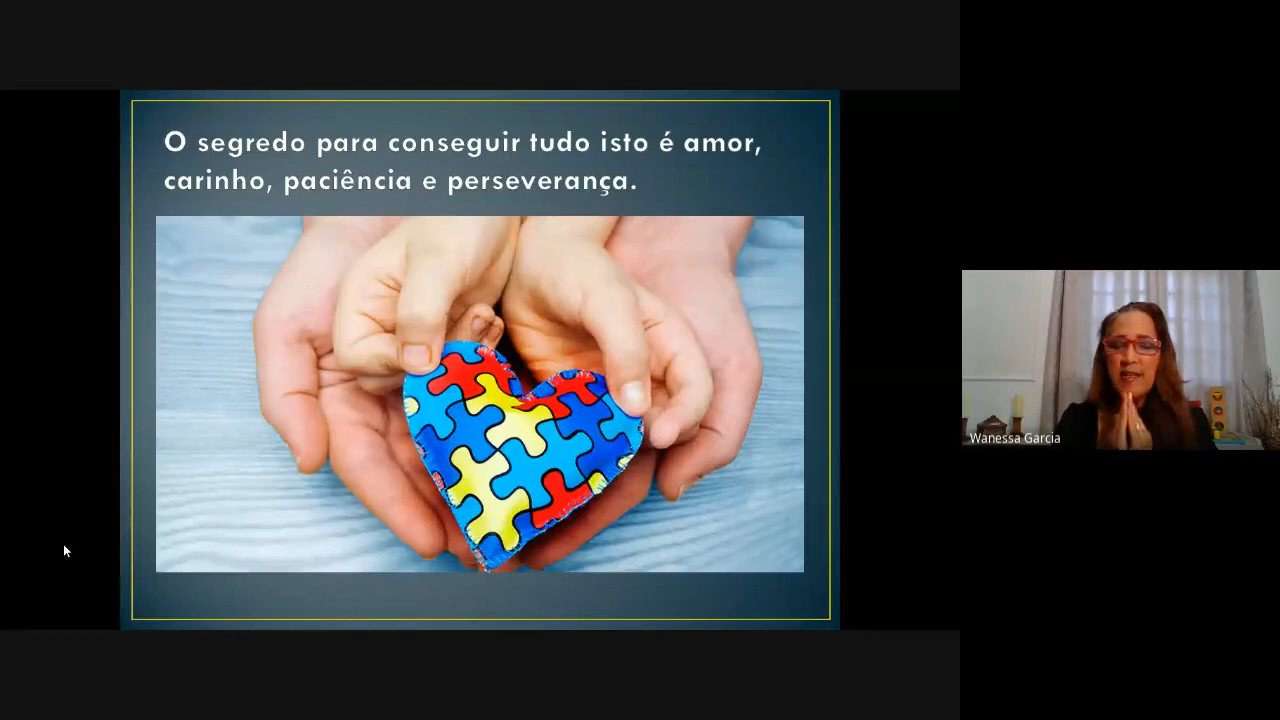 O segredo para conseguir tudo isto é amor,
carinho, paciência e perseverança.
Wanessa Garcia